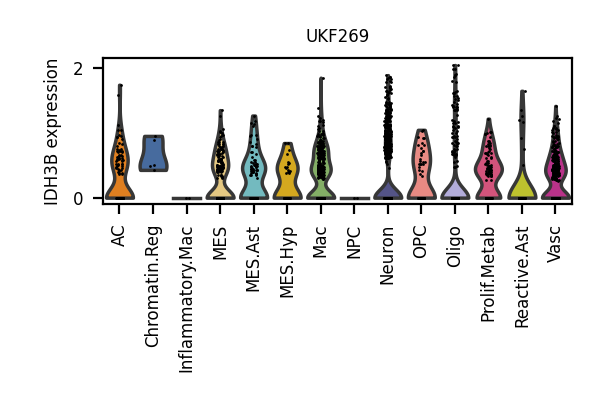 UKF269
IDH3B expression
2
0
AC
Chromatin.Reg
Inflammatory.Mac
MES
MES.Ast
MES.Hyp
Mac
NPC
Neuron
OPC
Oligo
Prolif.Metab
Reactive.Ast
Vasc